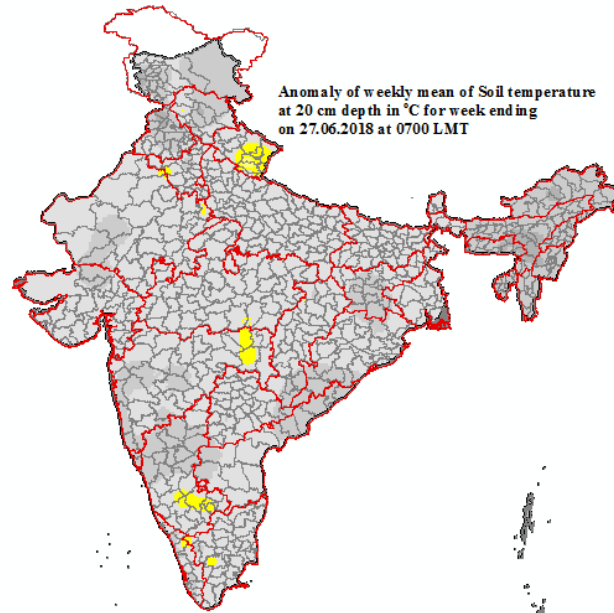 Anomaly of weekly mean of Soil temperature
at 20 cm depth in °C for week ending
on 27.06.2018 at 0700 LMT